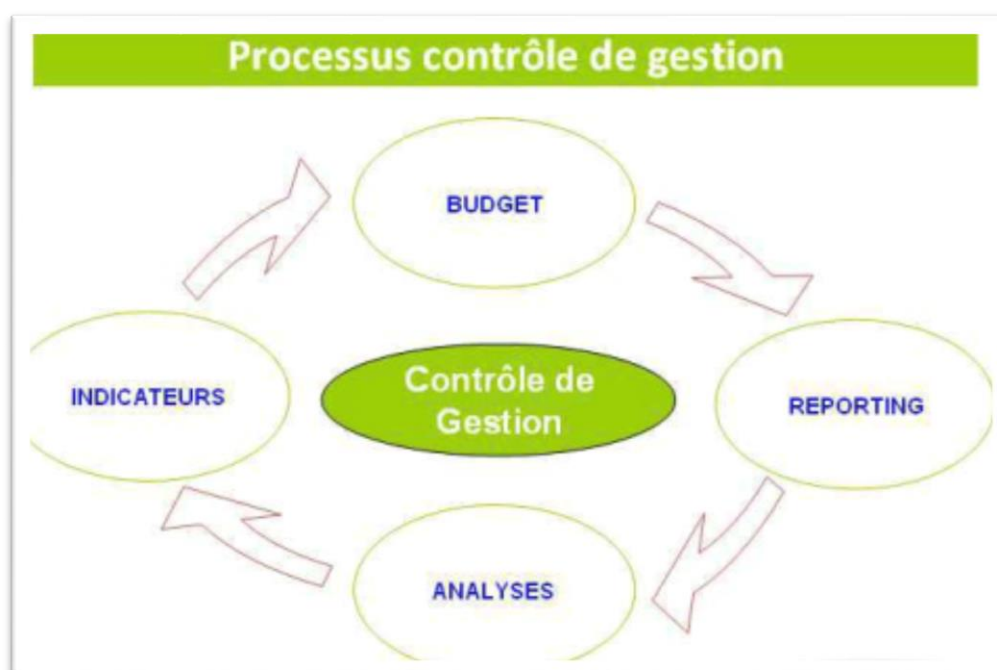 Processus contrôle de gestion
BUDGET
INDICATEURS
Contrôle de
Gestion
REPORTING
ANALYSES